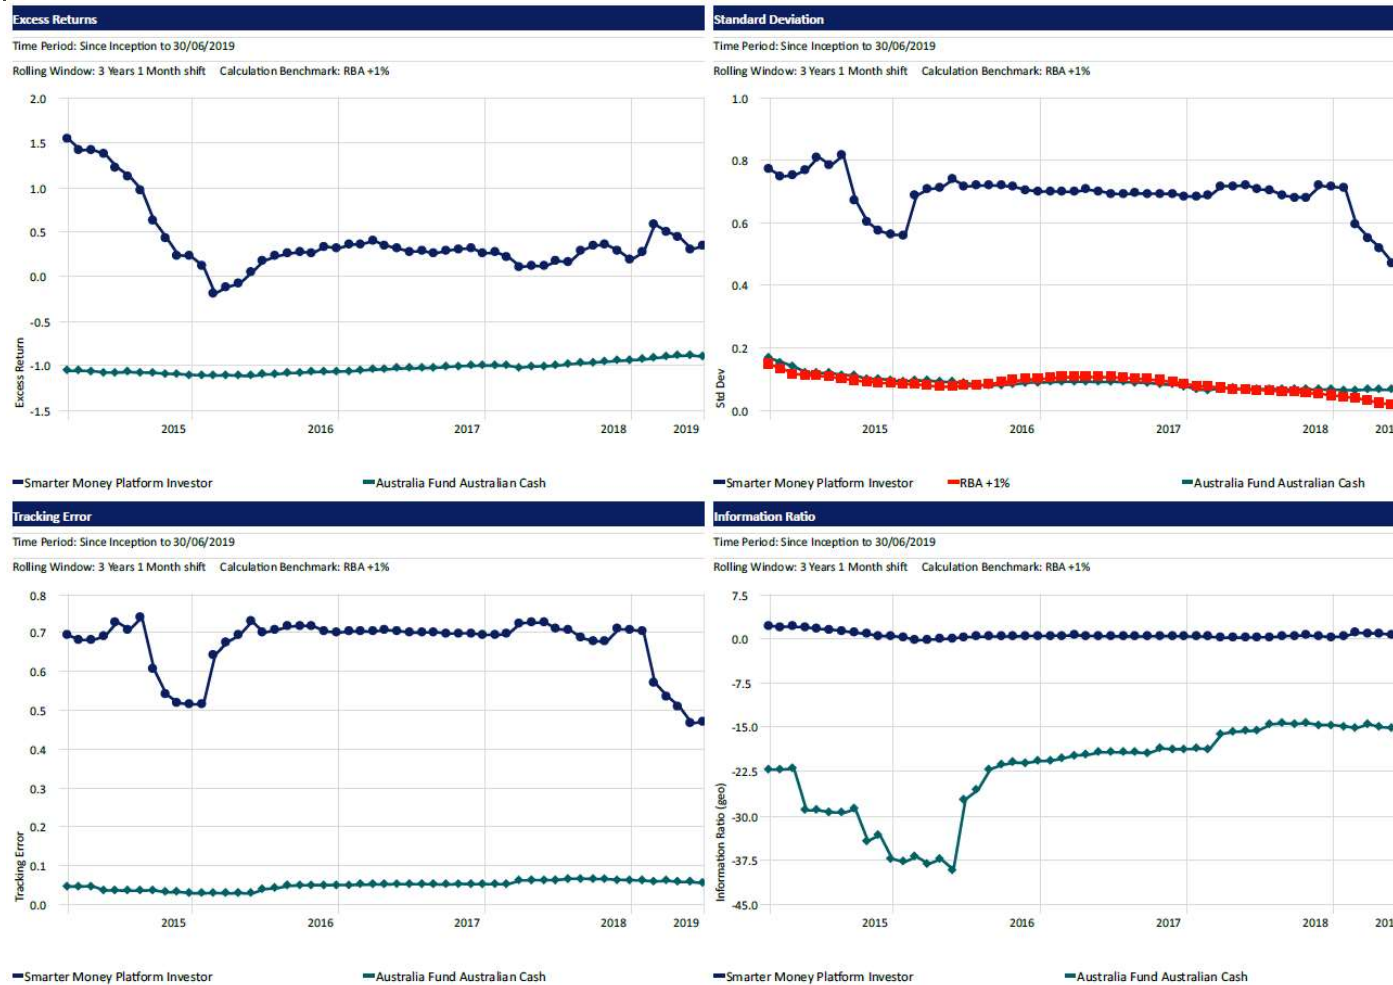 Excess Returns
Time Period: Since Inception to 30/06/2019
Rolling Window: 3 Years 1 Month shift Calculation Benchmark: RBA +1%
2.0
1.5
1.0
0.5
0.0
-0.5
-1.0
-1.5
Excess Return
2015 2016 2017 2018 2019
Smarter Money Platform Investor Australia Fund Australian Cash
Standard Deviation
Time Period: Since Inception to 30/06/2019
Rolling Window: 3 Years 1 Month shift Calculation Benchmark: RBA +1%
1.0
0.8
0.6
0.4
0.2
0.0
Std Dev
2015 2016 2017 2018 201
Smarter Money Platform Investor RBA +1% Australia Fund Australian Cash
Tracking Error
Time Period: Since Inception to 30/06/2019
Rolling Window: 3 Years 1 Month shift Calculation Benchmark: RBA +1%
0.8
0.7
0.6
0.5
0.4
0.3
0.2
0.1
0.0
Tracking Error
2015 2016 2017 2018 2019
Smarter Money Platform Investor Australia Fund Australian Cash
Information Ratio
Time Period: Since Inception to 30/06/2019
Rolling Window: 3 Years 1 Month shift Calculation Benchmark: RBA +1%
7.5
0.0
-7.5
-15.0
-22.5
-30.0
-37.5
-45.0
Information Ratio (geo)
2015 2016 2017 2018 201
Smarter Money Platform Investor Australia Fund Australian Cash